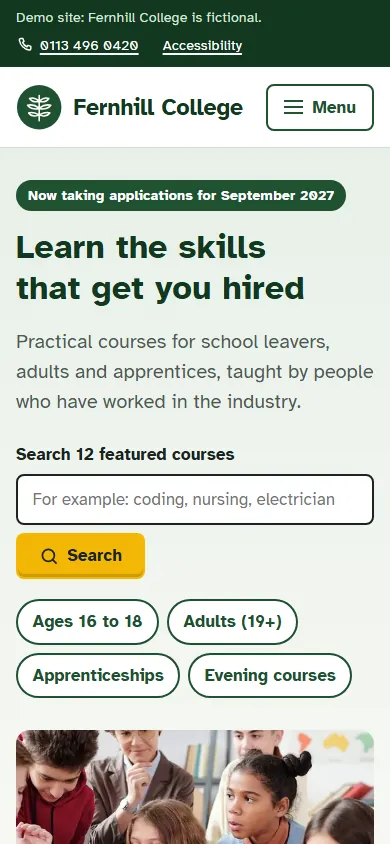 Demo site: Fernhill College is fictional.
0113 496 0420 Accessibility
Fernhill College
Menu
Now taking applications for September 2027
Learn the skills
that get you hired
Practical courses for school leavers,
adults and apprentices, taught by people
who have worked in the industry.
Search 12 featured courses
For example: coding, nursing, electrician
Search
Ages 16 to 18
Adults (19+)
Apprenticeships
Evening courses